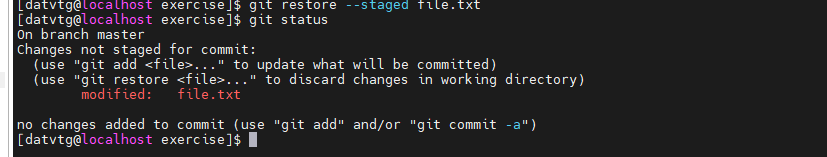 [datvtg@localhost exercise]$ git restore --staged file.txt
[datvtg@localhost exercise]$ git status
On branch master
Changes not staged for commit:
  (use "git add <file>..." to update what will be committed)
  (use "git restore <file>..." to discard changes in working directory)
        modified:   file.txt

no changes added to commit (use "git add" and/or "git commit -a")
[datvtg@localhost exercise]$